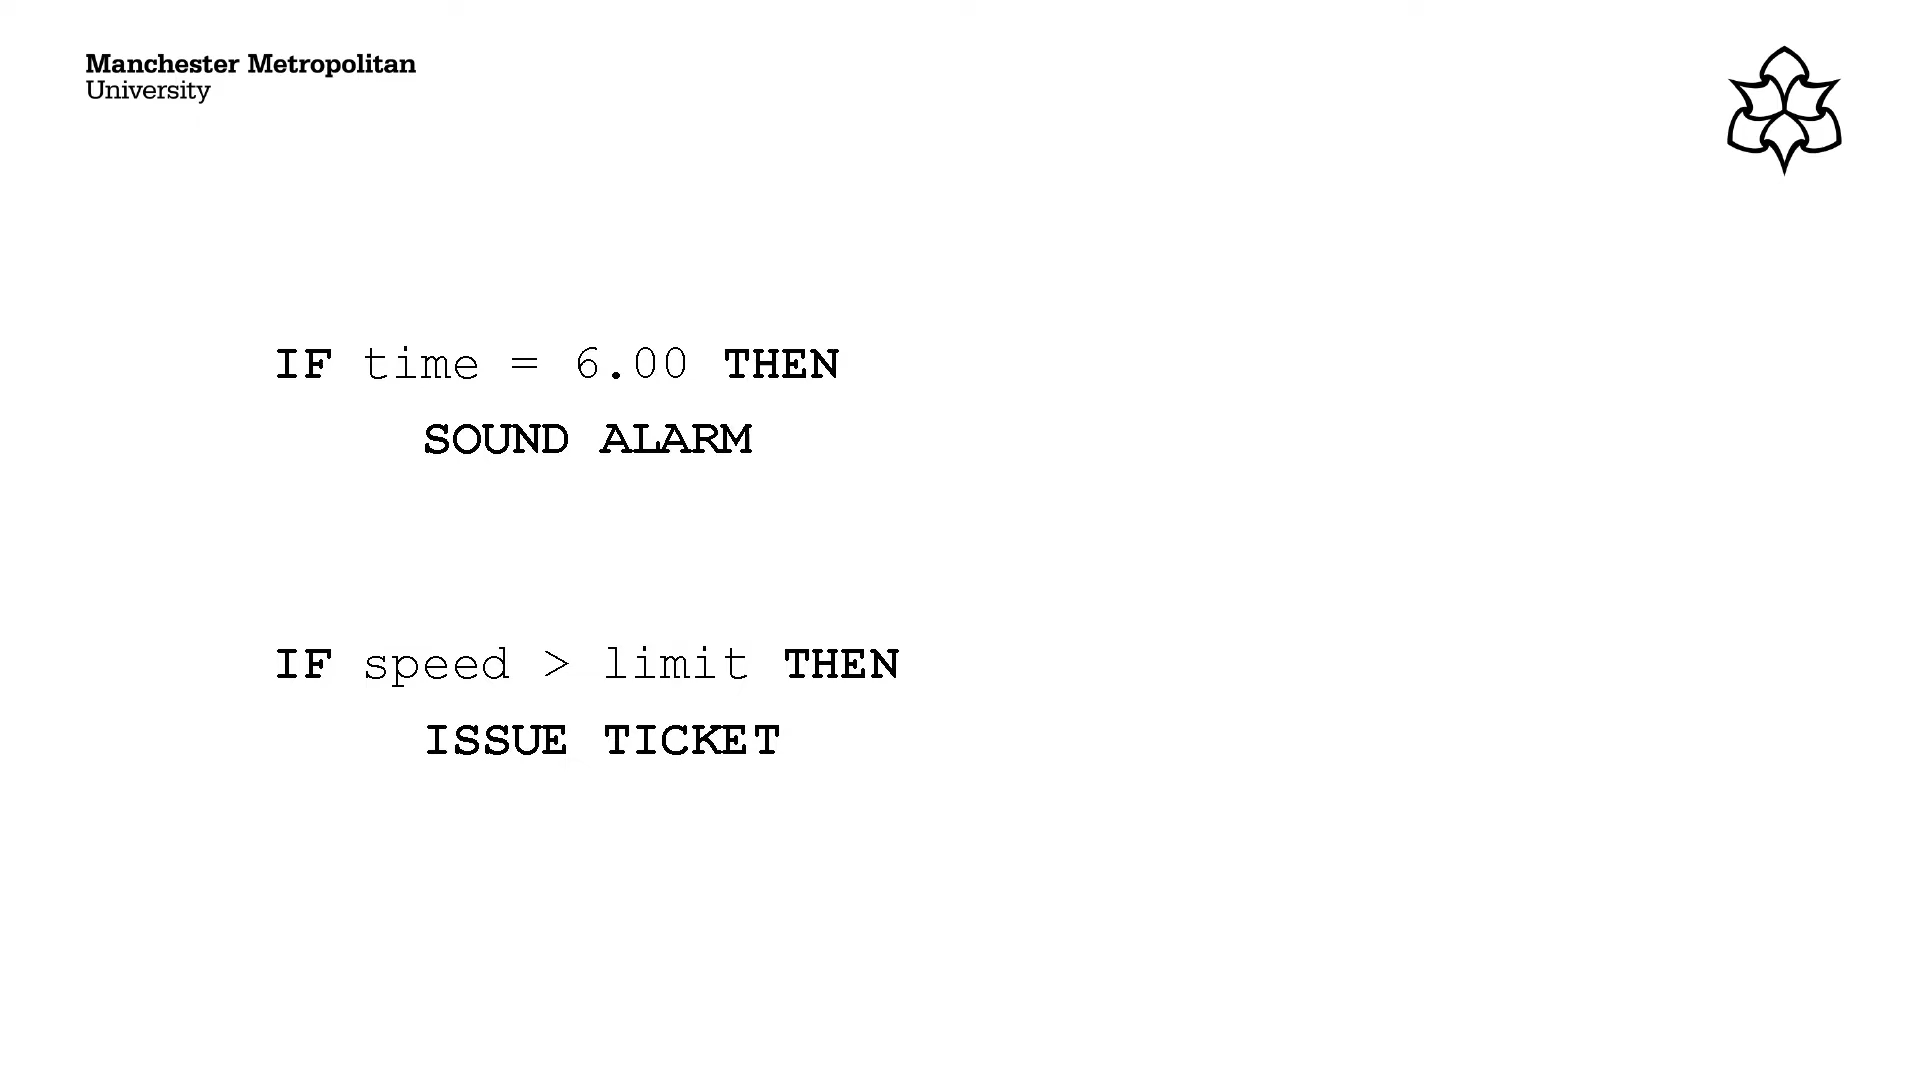 Manchester Metropolitan
University
IF time = 6.00 THEN
SOUND ALARM
IF speed > limit THEN
ISSUE TICKET